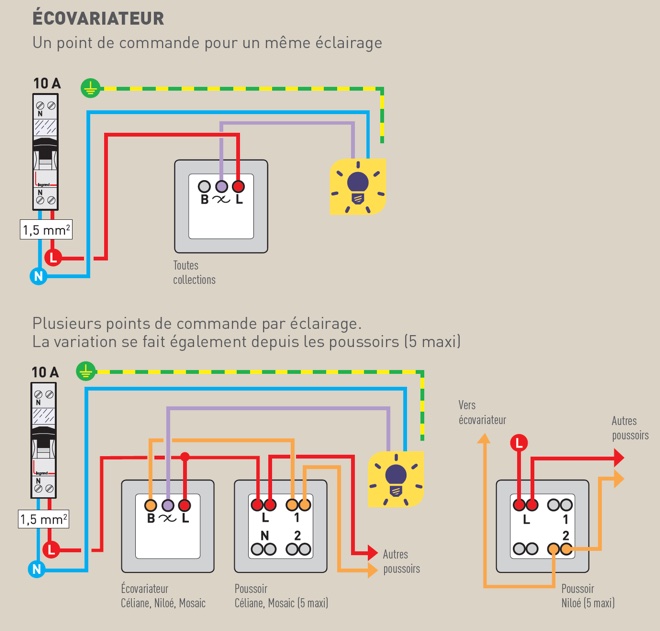 ÉCOVARIATEUR
Un point de commande pour un même éclairage
10 A
N
legrand
N
1,5 mm²
L
N
B L
Toutes
collections
Plusieurs points de commande par éclairage.
La variation se fait également depuis les poussoirs (5 maxi)
10 A
N
N
1,5 mm²
L
N
B L
Écovariateur
Céliane, Niloé, Mosaic
L 1
N 2
Poussoir
Céliane, Mosaic (5 maxi)
Autres
poussoirs
Vers
écovariateur
L
Autres
poussoirs
L 1
2
Poussoir
Niloé (5 maxi)